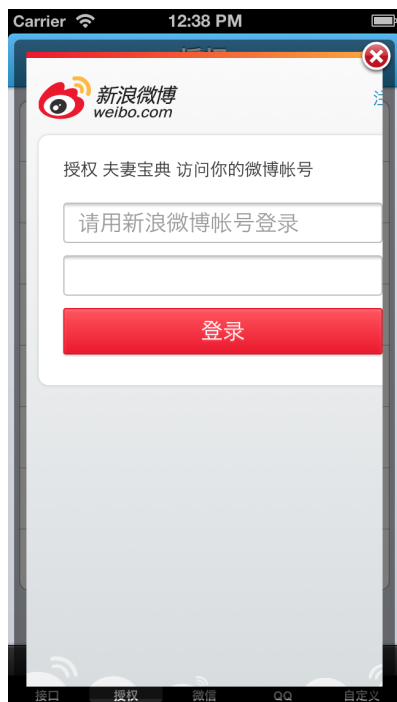 Carrier 12:38 PM
新浪微博
weibo.com
授权 夫妻宝典 访问你的微博帐号
请用新浪微博帐号登录
登录
接口 授权 微信 QQ 自定义